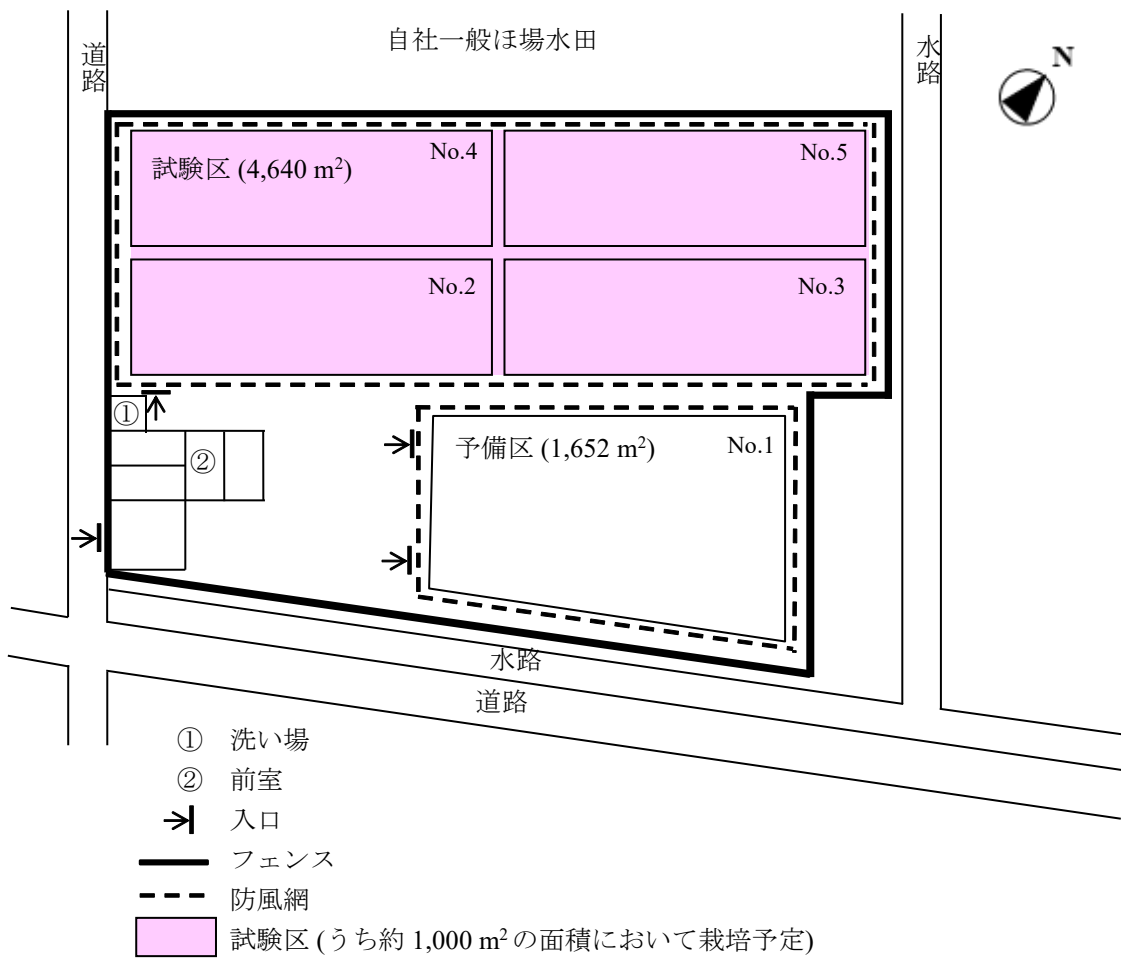 自社一般ほ場水田
道路
水路
N
No.4
No.5
試験区 (4,640 m²)
No.2
No.3
①
②
予備区 (1,652 m²)
No.1
水路
道路
① 洗い場
② 前室
入口
フェンス
防風網
試験区 (うち約 1,000 m² の面積において栽培予定)